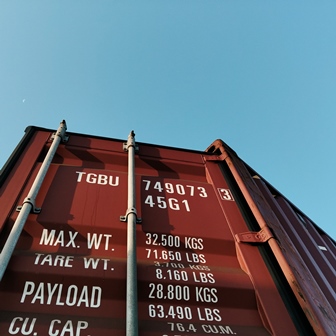 TGBU 749073 3
45G1
MAX. WT. 32.500 KGS
71.650 LBS
TARE WT. 3.700 KGS
8.160 LBS
PAYLOAD 28.800 KGS
63.490 LBS
CU. CAP. 76.4 CU.M.